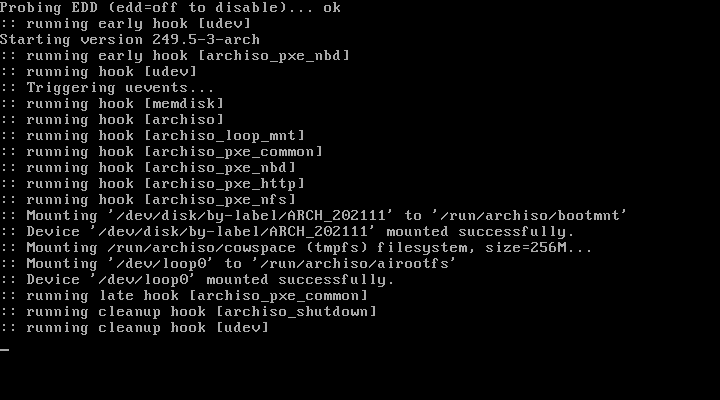 Probing EDD (edd=off to disable)... ok
:: running early hook [udev]
Starting version 249.5-3-arch
:: running early hook [archiso_pxe_nbd]
:: running hook [udev]
:: Triggering uevents...
:: running hook [memdisk]
:: running hook [archiso]
:: running hook [archiso_loop_mnt]
:: running hook [archiso_pxe_common]
:: running hook [archiso_pxe_nbd]
:: running hook [archiso_pxe_http]
:: running hook [archiso_pxe_nfs]
:: Mounting '/dev/disk/by-label/ARCH_202111' to '/run/archiso/bootmnt'
:: Device '/dev/disk/by-label/ARCH_202111' mounted successfully.
:: Mounting /run/archiso/cowspace (tmpfs) filesystem, size=256M...
:: Mounting '/dev/loop0' to '/run/archiso/airootfs'
:: Device '/dev/loop0' mounted successfully.
:: running late hook [archiso_pxe_common]
:: running cleanup hook [archiso_shutdown]
:: running cleanup hook [udev]